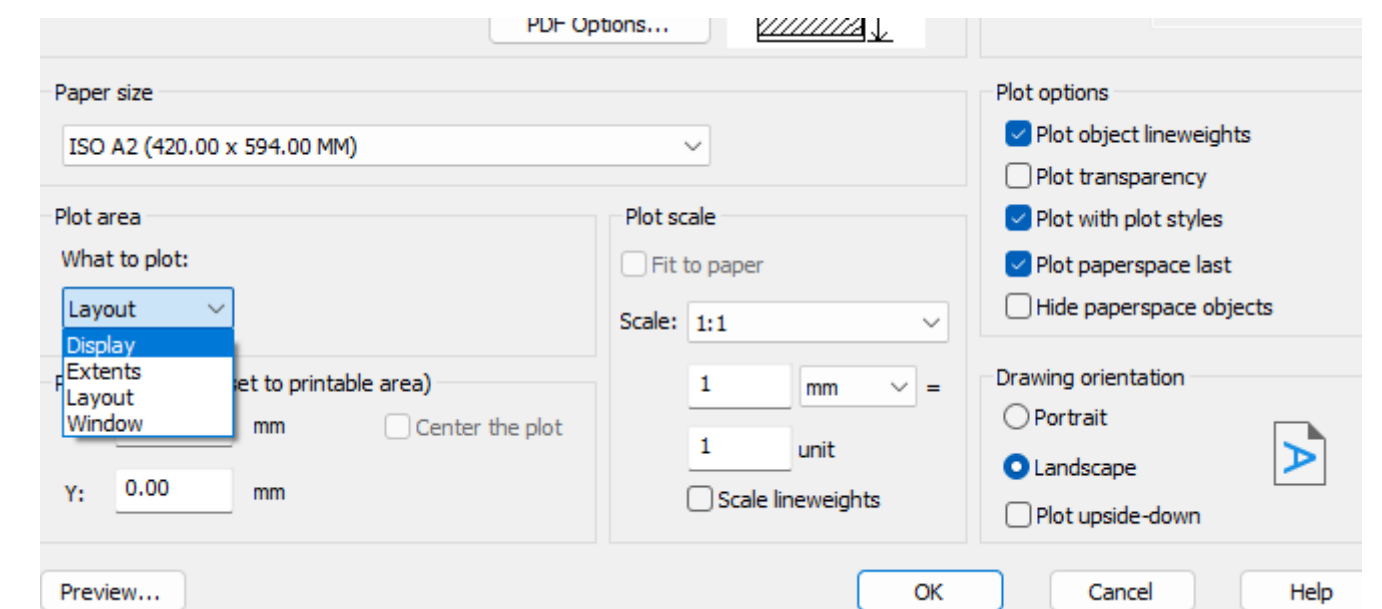 PDF Options...
Paper size
ISO A2 (420.00 x 594.00 MM)
Plot area
What to plot:
Layout
Display
Extents
Layout
Window
set to printable area)
mm
Center the plot
Y: 0.00 mm
Plot scale
Fit to paper
Scale: 1:1
1 mm =
1 unit
Scale lineweights
Plot options
Plot object lineweights
Plot transparency
Plot with plot styles
Plot paperspace last
Hide paperspace objects
Drawing orientation
Portrait
Landscape
A
Plot upside-down
Preview...
OK
Cancel
Help